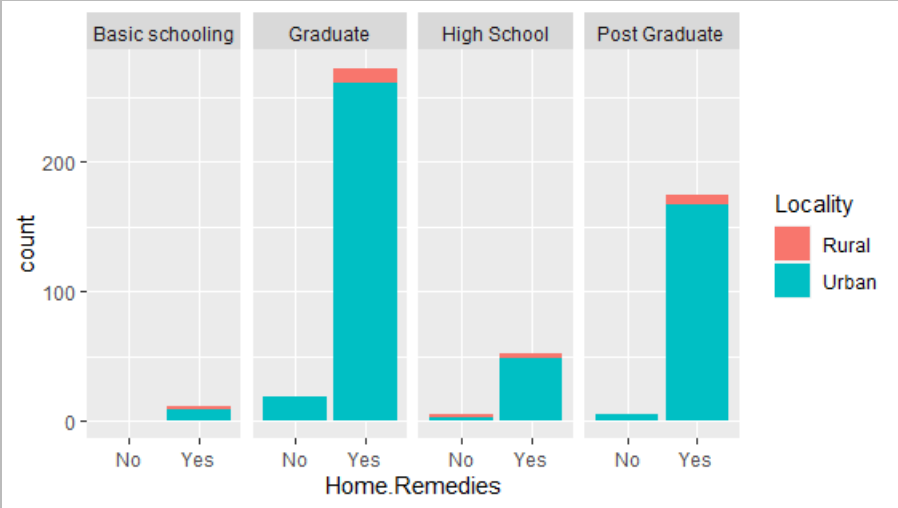 Basic schooling Graduate High School Post Graduate
200
100
0
count
No Yes No Yes No Yes No Yes
Home.Remedies
Locality
Rural
Urban